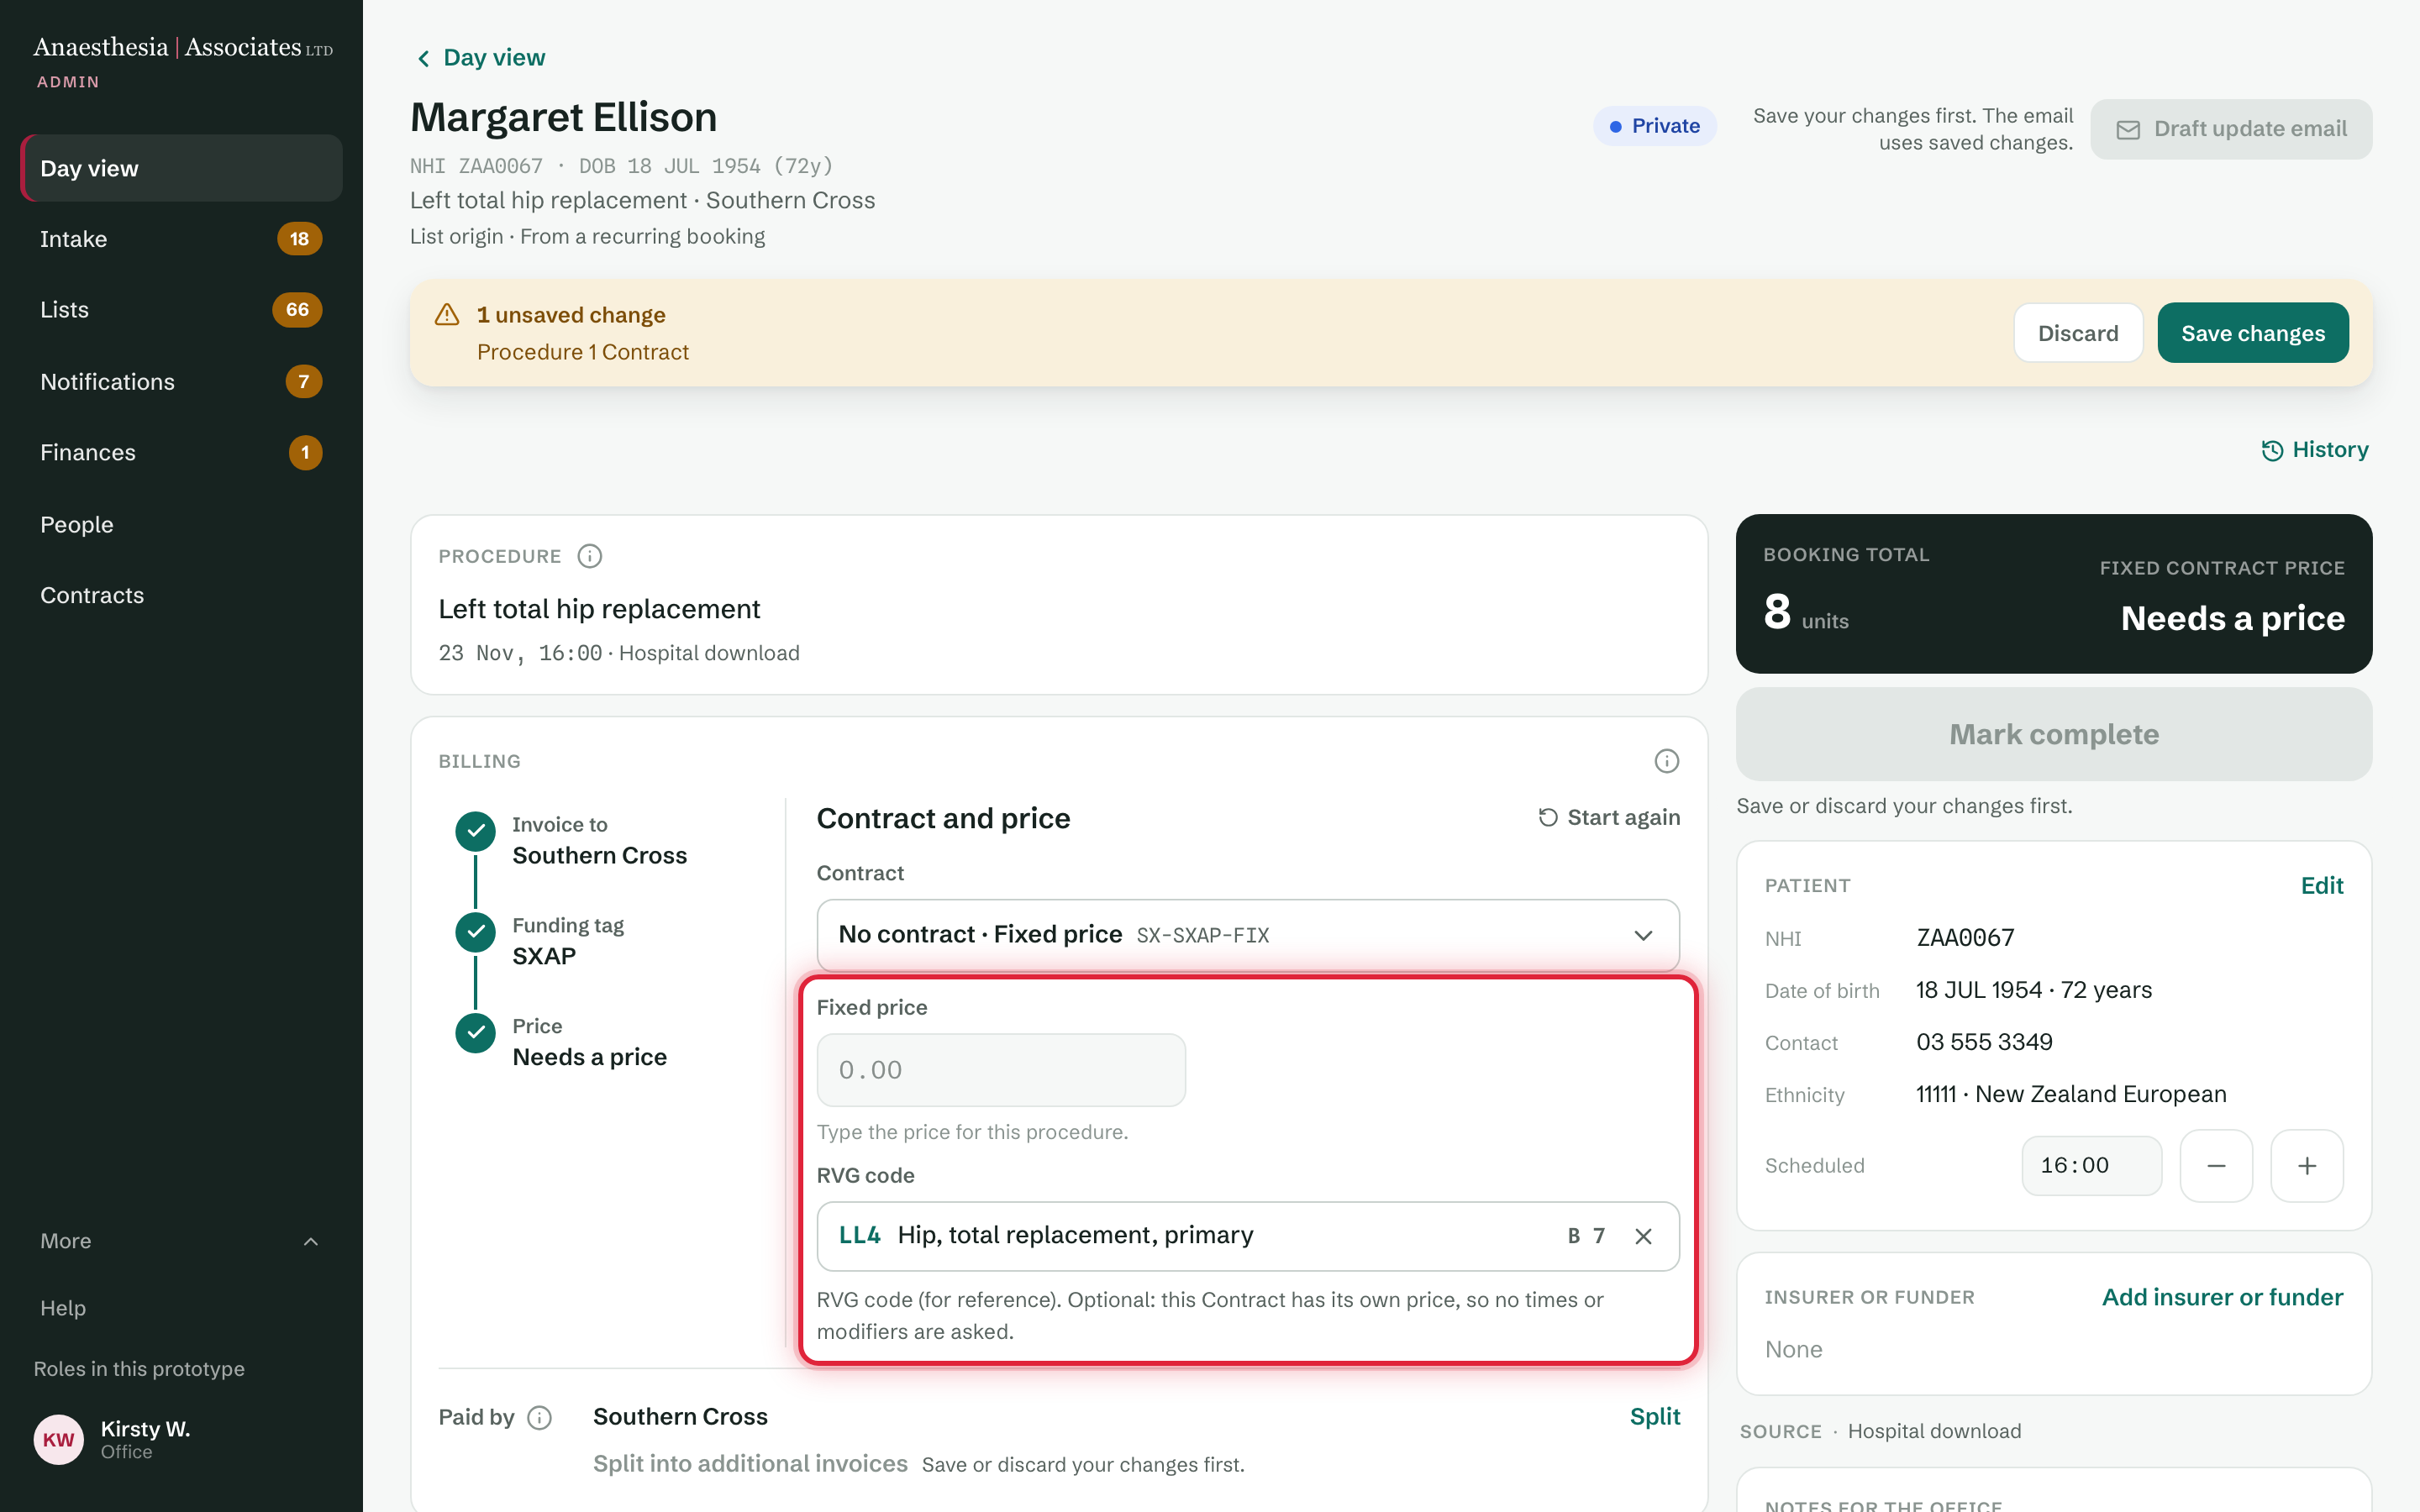 Anaesthesia | Associates LTD
ADMIN
Day view
Intake 18
Lists 66
Notifications 7
Finances 1
People
Contracts
More
Help
Roles in this prototype
KW
Kirsty W.
Office
Day view
Margaret Ellison
NHI ZAA0067 · DOB 18 JUL 1954 (72y)
Left total hip replacement · Southern Cross
List origin · From a recurring booking
Private
Save your changes first. The email
uses saved changes.
Draft update email
1 unsaved change
Procedure 1 Contract
Discard
Save changes
History
PROCEDURE
Left total hip replacement
23 Nov, 16:00 · Hospital download
BILLING
Invoice to
Southern Cross
Funding tag
SXAP
Price
Needs a price
Contract and price
Start again
Contract
No contract · Fixed price SX-SXAP-FIX
Fixed price
0.00
Type the price for this procedure.
RVG code
LL4 Hip, total replacement, primary B 7
RVG code (for reference). Optional: this Contract has its own price, so no times or
modifiers are asked.
Paid by
Southern Cross
Split
Split into additional invoices Save or discard your changes first.
BOOKING TOTAL
8 units
FIXED CONTRACT PRICE
Needs a price
Mark complete
Save or discard your changes first.
PATIENT
Edit
NHI ZAA0067
Date of birth 18 JUL 1954 · 72 years
Contact 03 555 3349
Ethnicity 11111 · New Zealand European
Scheduled 16:00 − +
INSURER OR FUNDER
Add insurer or funder
None
SOURCE · Hospital download
NOTES FOR THE OFFICE